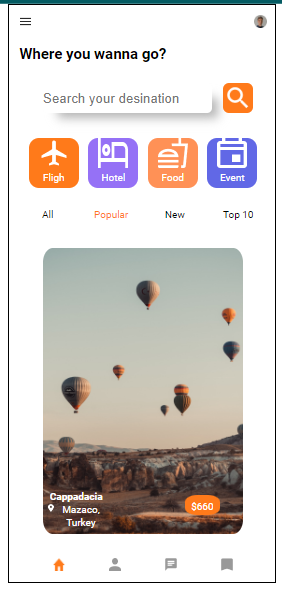 Where you wanna go?
Search your desination
Fligh Hotel Food Event
All Popular New Top 10
Cappadacia
Mazaco,
Turkey
$660